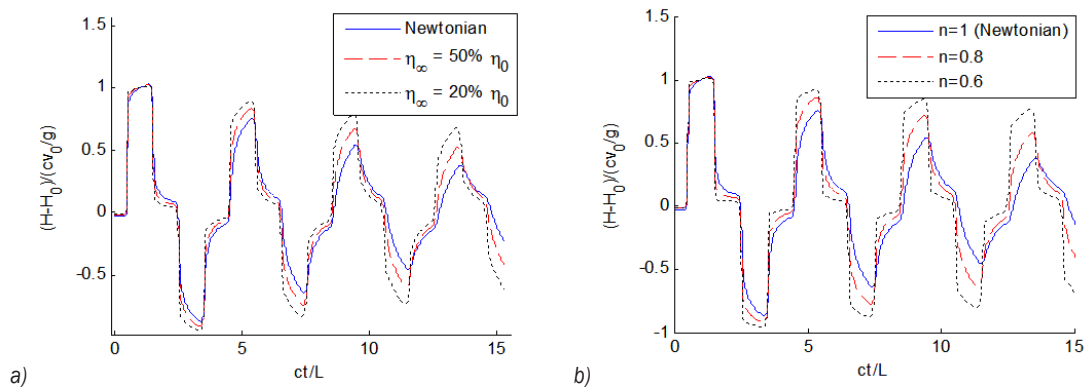 1.5
1
0.5
0
-0.5
(H-H₀)/(cv₀/g)
Newtonian
η∞ = 50% η₀
η∞ = 20% η₀
0
5
10
15
ct/L
a)
1.5
1
0.5
0
-0.5
-1
(H-H₀)/(cv₀/g)
n=1 (Newtonian)
n=0.8
n=0.6
0
5
10
15
ct/L
b)